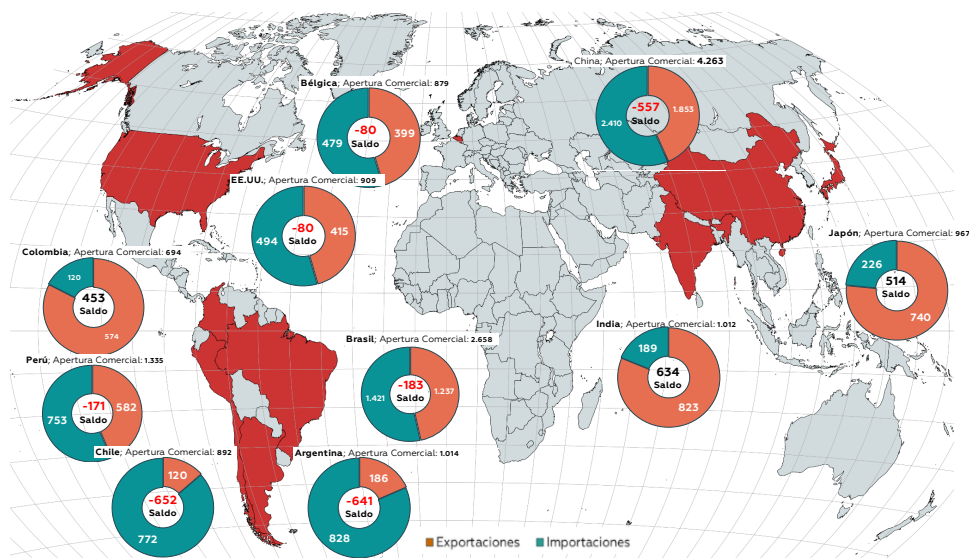 Bélgica; Apertura Comercial: 879
479
-80
Saldo
399
China; Apertura Comercial: 4.263
2.410
-557
Saldo
1.853
EE.UU.; Apertura Comercial: 909
494
-80
Saldo
415
Colombia; Apertura Comercial: 694
120
453
Saldo
574
Japón; Apertura Comercial: 967
226
514
Saldo
740
Perú; Apertura Comercial: 1.335
753
-171
Saldo
582
Brasil; Apertura Comercial: 2.658
1.421
-183
Saldo
1.237
India; Apertura Comercial: 1.012
189
634
Saldo
823
Chile; Apertura Comercial: 892
120
-652
Saldo
772
Argentina; Apertura Comercial: 1.014
186
-641
Saldo
828
Exportaciones
Importaciones